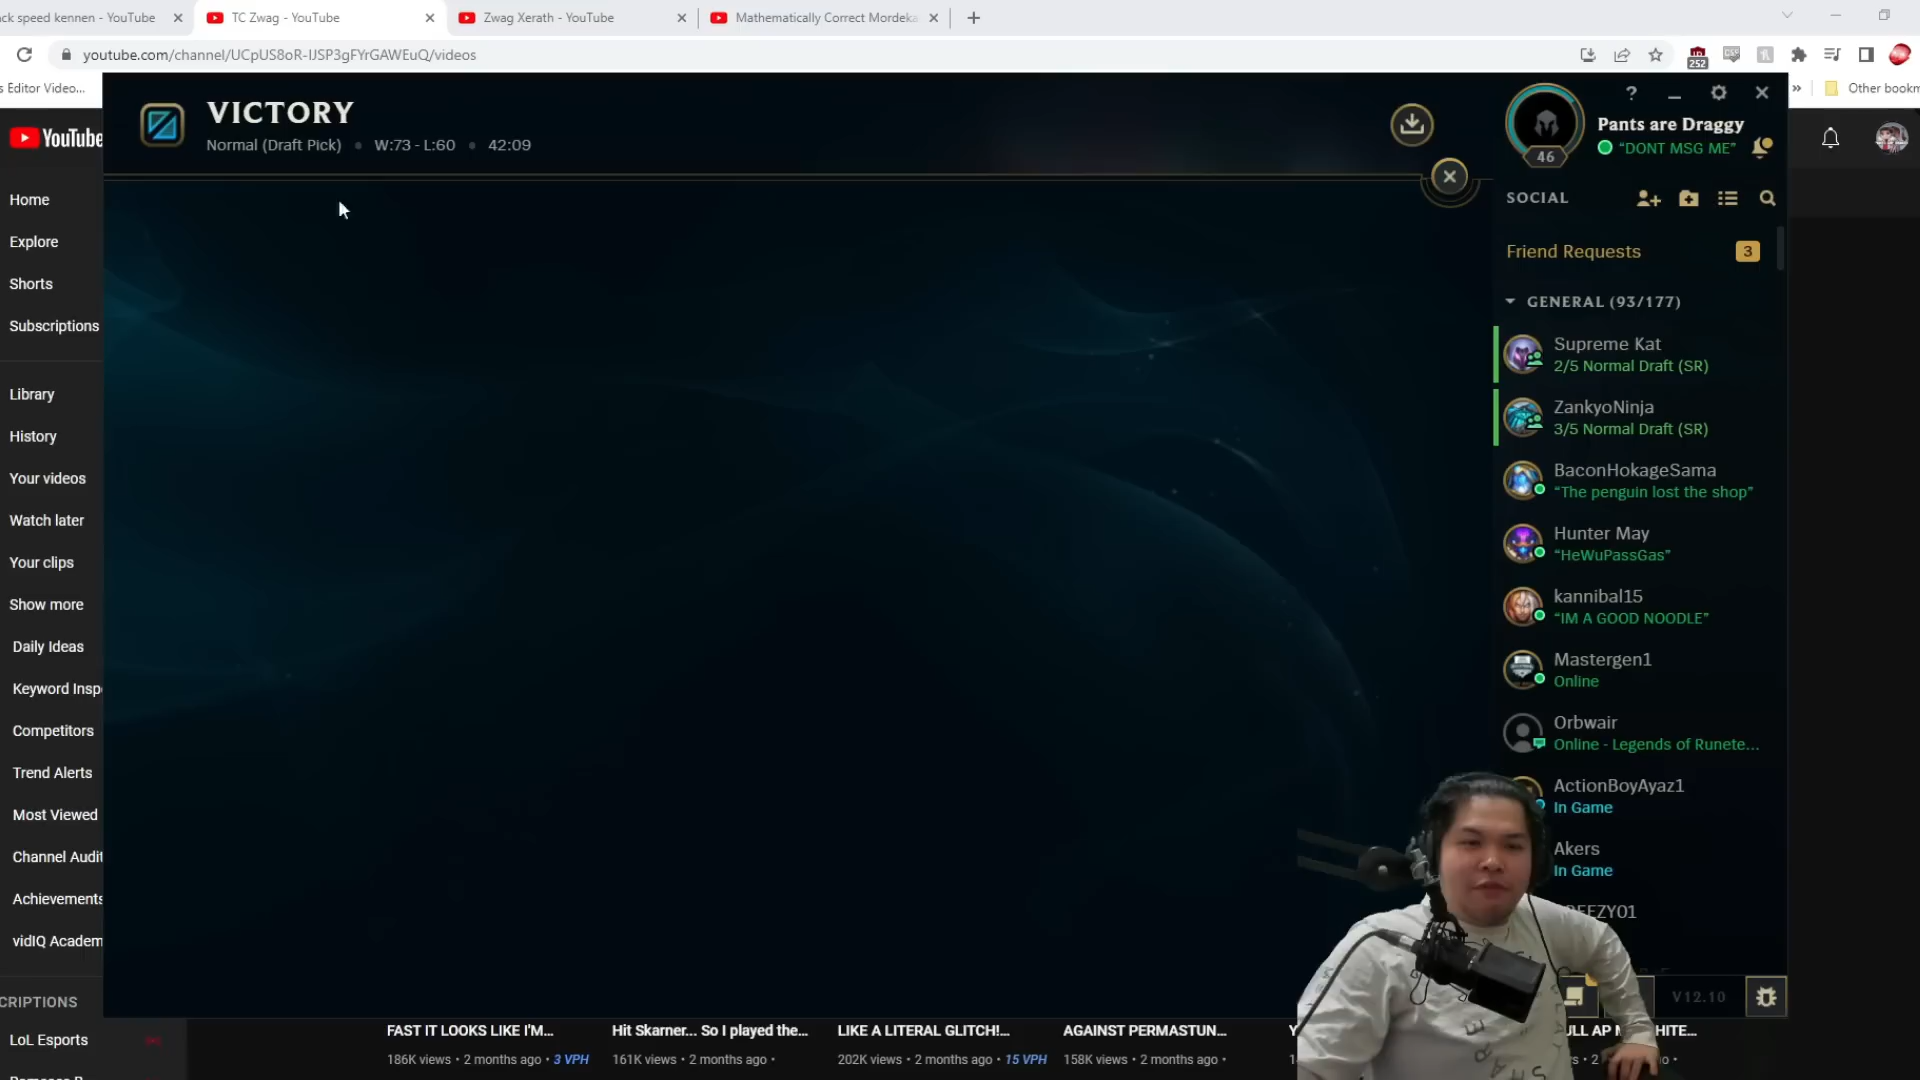 ck speed kennen - YouTube
TC Zwag - YouTube
Zwag Xerath - YouTube
Mathematically Correct Mordeka
youtube.com/channel/UCpUS8oR-IJSP3gFYrGAWEuQ/videos
252
s Editor Video...
»
Other bookm
YouTube
Home
Explore
Shorts
Subscriptions
Library
History
Your videos
Watch later
Your clips
Show more
Daily Ideas
Keyword Insp
Competitors
Trend Alerts
Most Viewed
Channel Audit
Achievements
vidIQ Academ
CRIPTIONS
LoL Esports
VICTORY
Normal (Draft Pick) • W:73 - L:60 • 42:09
46
Pants are Draggy
"DONT MSG ME"
SOCIAL
Friend Requests
3
GENERAL (93/177)
Supreme Kat
2/5 Normal Draft (SR)
ZankyoNinja
3/5 Normal Draft (SR)
BaconHokageSama
"The penguin lost the shop"
Hunter May
"HeWuPassGas"
kannibal15
"IM A GOOD NOODLE"
Mastergen1
Online
Orbwair
Online - Legends of Runete...
ActionBoyAyaz1
In Game
Akers
In Game
EEZY01
V12.10
FAST IT LOOKS LIKE I'M...
186K views • 2 months ago • 3 VPH
Hit Skarner... So I played the...
161K views • 2 months ago •
LIKE A LITERAL GLITCH!...
202K views • 2 months ago • 15 VPH
AGAINST PERMASTUN...
158K views • 2 months ago •